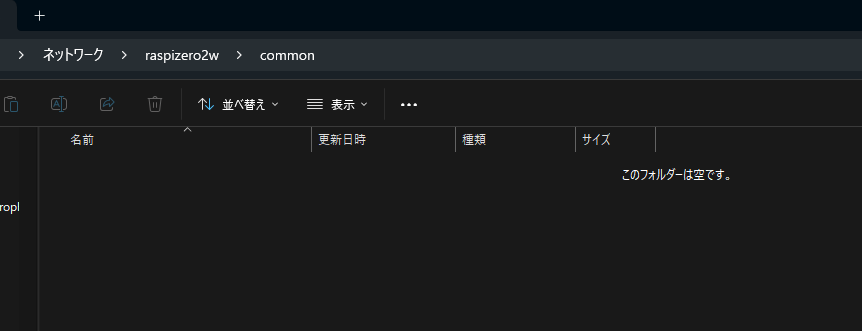 ネットワーク raspizero2w common
並べ替え 表示
名前 更新日時 種類 サイズ
このフォルダーは空です。
ropl